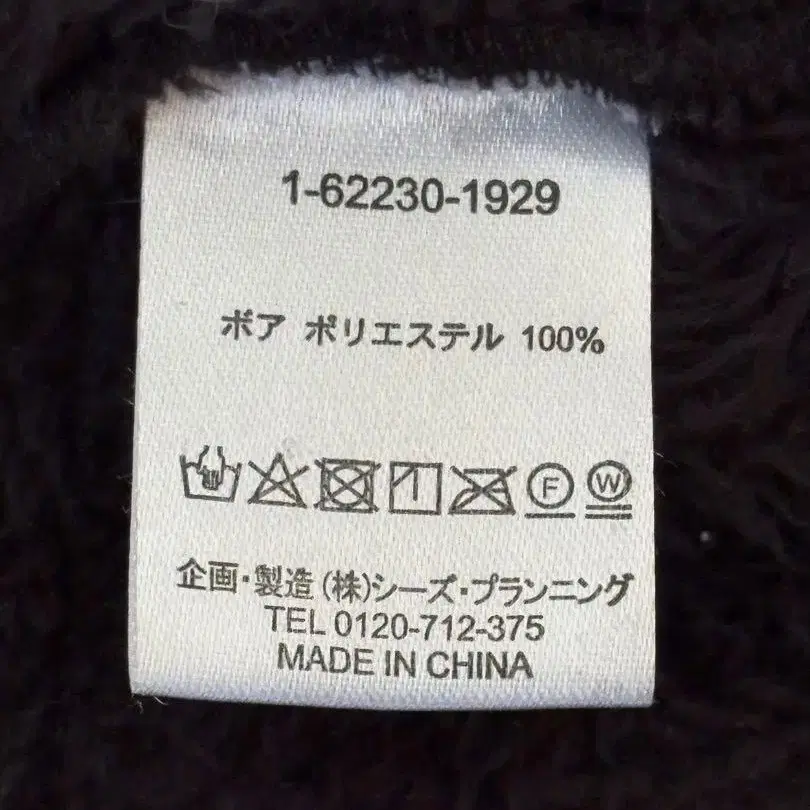 1-62230-1929
ボア ポリエステル 100%
F W
企画・製造(株)シーズ・プランニング
TEL 0120-712-375
MADE IN CHINA